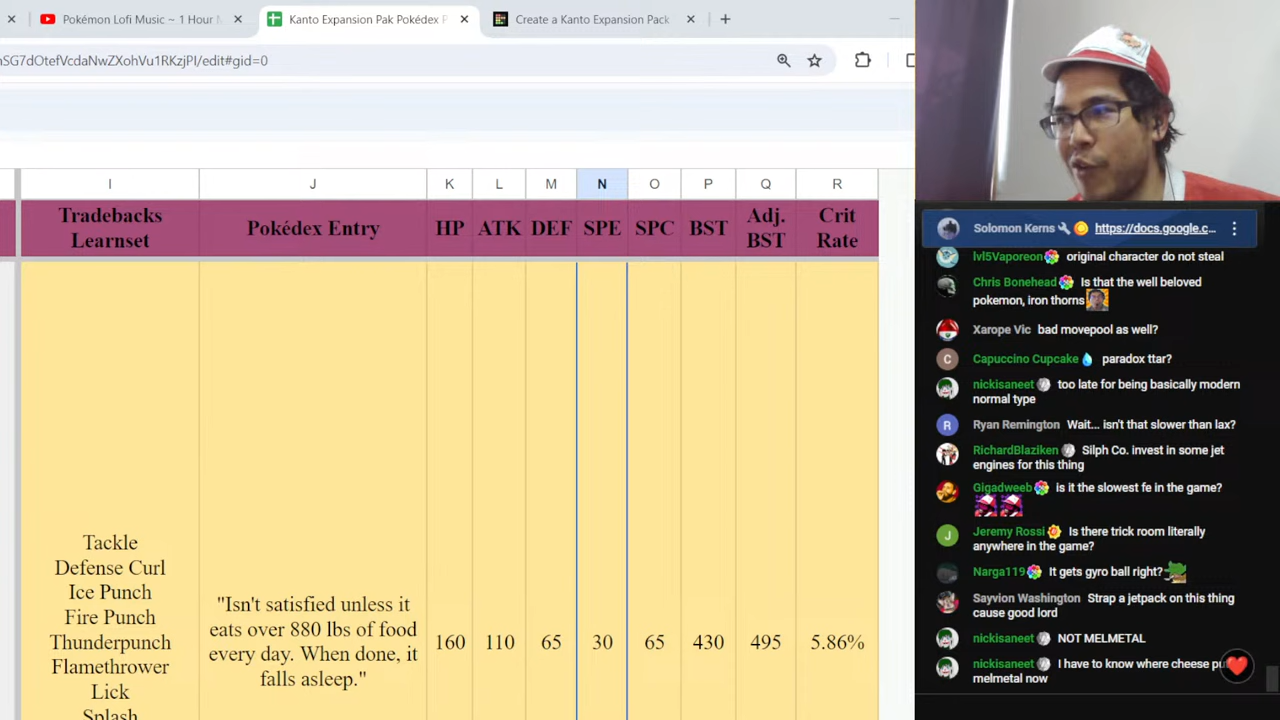 Pokémon Lofi Music ~ 1 Hour
Kanto Expansion Pak Pokédex
Create a Kanto Expansion Pack
nSG7dOtefVcdaNwZXohVu1RKzjPI/edit#gid=0
I J K L M N O P Q R
Tradebacks
Learnset
Pokédex Entry
HP ATK DEF SPE SPC BST
Adj.
BST
Crit
Rate
Tackle
Defense Curl
Ice Punch
Fire Punch
Thunderpunch
Flamethrower
Lick
Splash
"Isn't satisfied unless it
eats over 880 lbs of food
every day. When done, it
falls asleep."
160 110 65 30 65 430 495 5.86%
Solomon Kerns https://docs.google.c...
lvl5Vaporeon original character do not steal
Chris Bonehead Is that the well beloved
pokemon, iron thorns
Xarope Vic bad movepool as well?
Capuccino Cupcake paradox ttar?
nickisaneet too late for being basically modern
normal type
Ryan Remington Wait... isn't that slower than lax?
RichardBlaziken Silph Co. invest in some jet
engines for this thing
Gigadweeb is it the slowest fe in the game?
Jeremy Rossi Is there trick room literally
anywhere in the game?
Narga119 It gets gyro ball right?
Sayvion Washington Strap a jetpack on this thing
cause good lord
nickisaneet NOT MELMETAL
nickisaneet I have to know where cheese pu
melmetal now